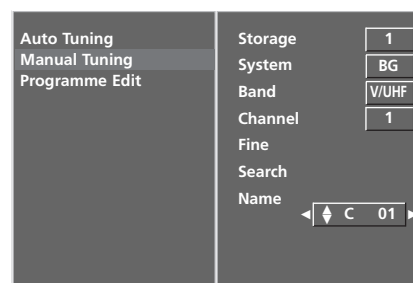 Auto Tuning
Manual Tuning
Programme Edit
Storage 1
System BG
Band V/UHF
Channel 1
Fine
Search
Name
C 01